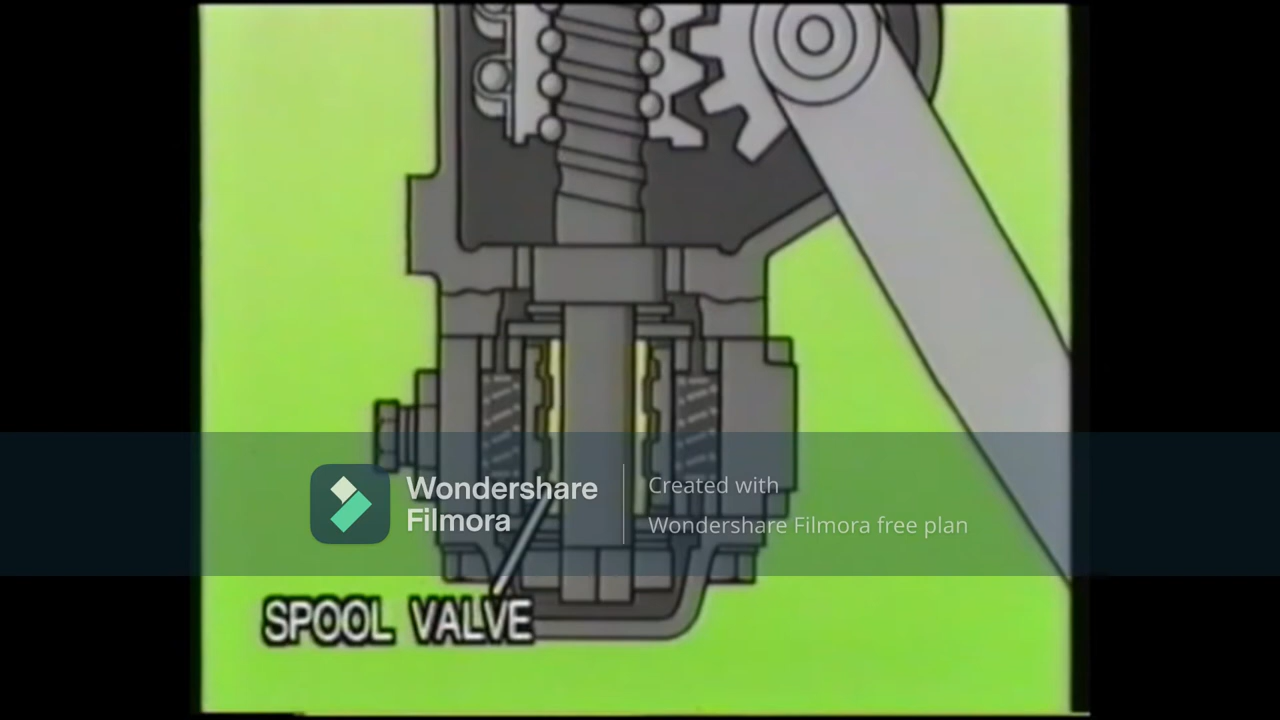 Wondershare
Filmora
Created with
Wondershare Filmora free plan
SPOOL VALVE